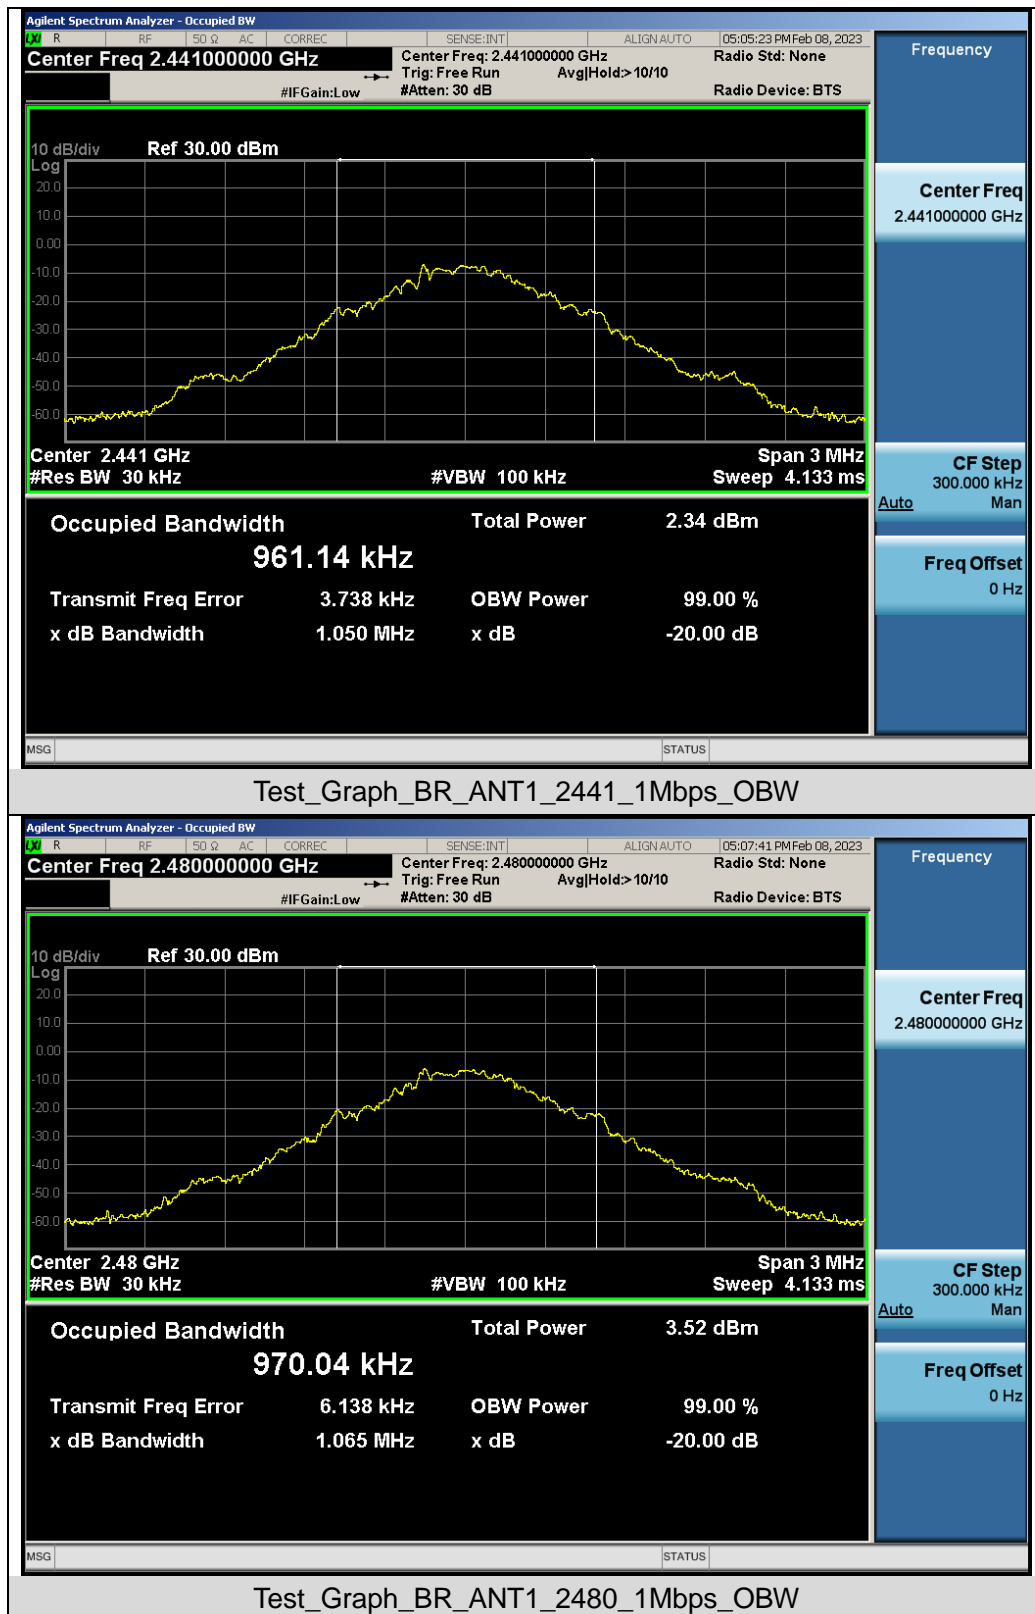 Agilent Spectrum Analyzer - Occupied BW
LXI R RF 50 Ω AC CORREC SENSE:INT ALIGN AUTO 05:05:23 PM Feb 08, 2023
Center Freq 2.441000000 GHz
Center Freq: 2.441000000 GHz
Radio Std: None
Trig: Free Run Avg|Hold:> 10/10
#IFGain:Low #Atten: 30 dB Radio Device: BTS
Frequency
10 dB/div Ref 30.00 dBm
Log
20.0
10.0
0.00
-10.0
-20.0
-30.0
-40.0
-50.0
-60.0
Center 2.441 GHz Span 3 MHz
#Res BW 30 kHz #VBW 100 kHz Sweep 4.133 ms
Center Freq
2.441000000 GHz
CF Step
300.000 kHz
Auto Man
Freq Offset
0 Hz
Occupied Bandwidth Total Power 2.34 dBm
961.14 kHz
Transmit Freq Error 3.738 kHz OBW Power 99.00 %
x dB Bandwidth 1.050 MHz x dB -20.00 dB
MSG STATUS
Test_Graph_BR_ANT1_2441_1Mbps_OBW
Agilent Spectrum Analyzer - Occupied BW
LXI R RF 50 Ω AC CORREC SENSE:INT ALIGN AUTO 05:07:41 PM Feb 08, 2023
Center Freq 2.480000000 GHz
Center Freq: 2.480000000 GHz
Radio Std: None
Trig: Free Run Avg|Hold:> 10/10
#IFGain:Low #Atten: 30 dB Radio Device: BTS
Frequency
10 dB/div Ref 30.00 dBm
Log
20.0
10.0
0.00
-10.0
-20.0
-30.0
-40.0
-50.0
-60.0
Center 2.48 GHz Span 3 MHz
#Res BW 30 kHz #VBW 100 kHz Sweep 4.133 ms
Center Freq
2.480000000 GHz
CF Step
300.000 kHz
Auto Man
Freq Offset
0 Hz
Occupied Bandwidth Total Power 3.52 dBm
970.04 kHz
Transmit Freq Error 6.138 kHz OBW Power 99.00 %
x dB Bandwidth 1.065 MHz x dB -20.00 dB
MSG STATUS
Test_Graph_BR_ANT1_2480_1Mbps_OBW